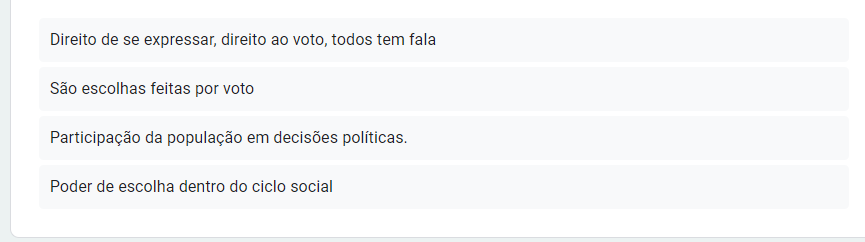 Direito de se expressar, direito ao voto, todos tem fala
São escolhas feitas por voto
Participação da população em decisões políticas.
Poder de escolha dentro do ciclo social